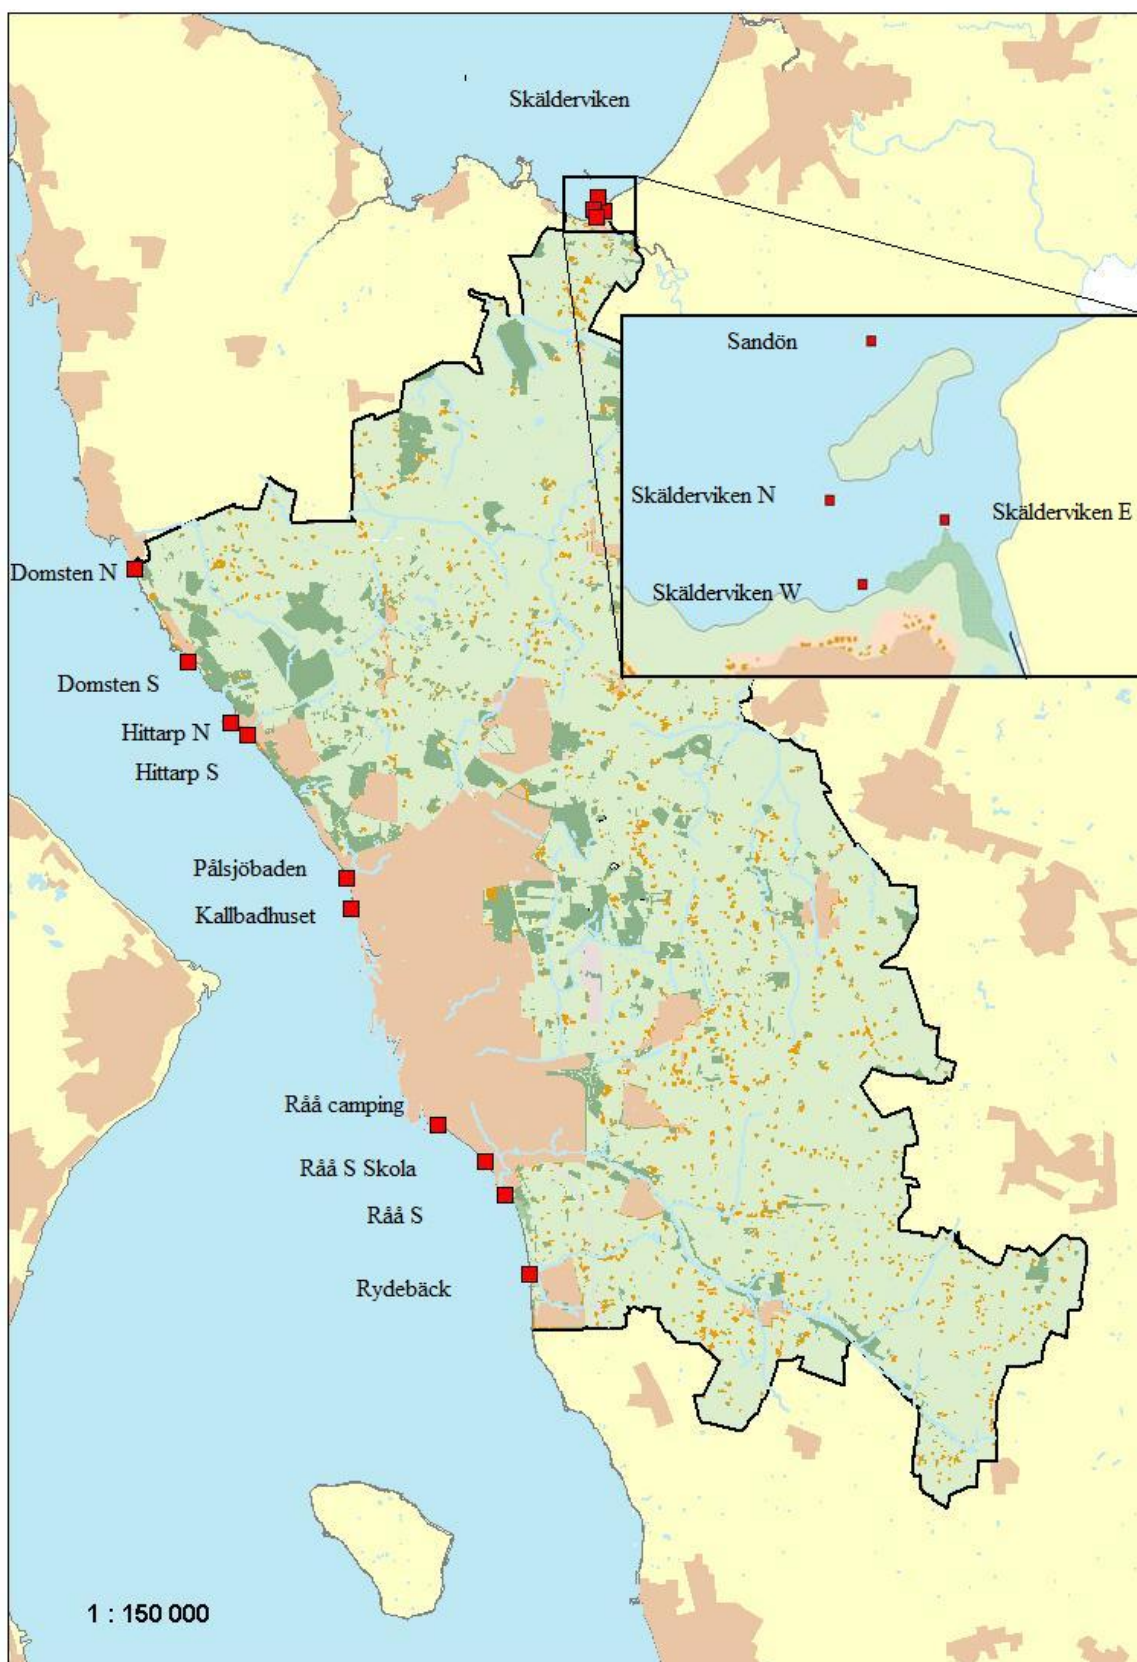 Skälderviken
Sandön
Skälderviken N
Skälderviken E
Skälderviken W
Domsten N
Domsten S
Hittarp N
Hittarp S
Pålsjöbaden
Kallbadhuset
Råå camping
Råå S Skola
Råå S
Rydebäck
1 : 150 000